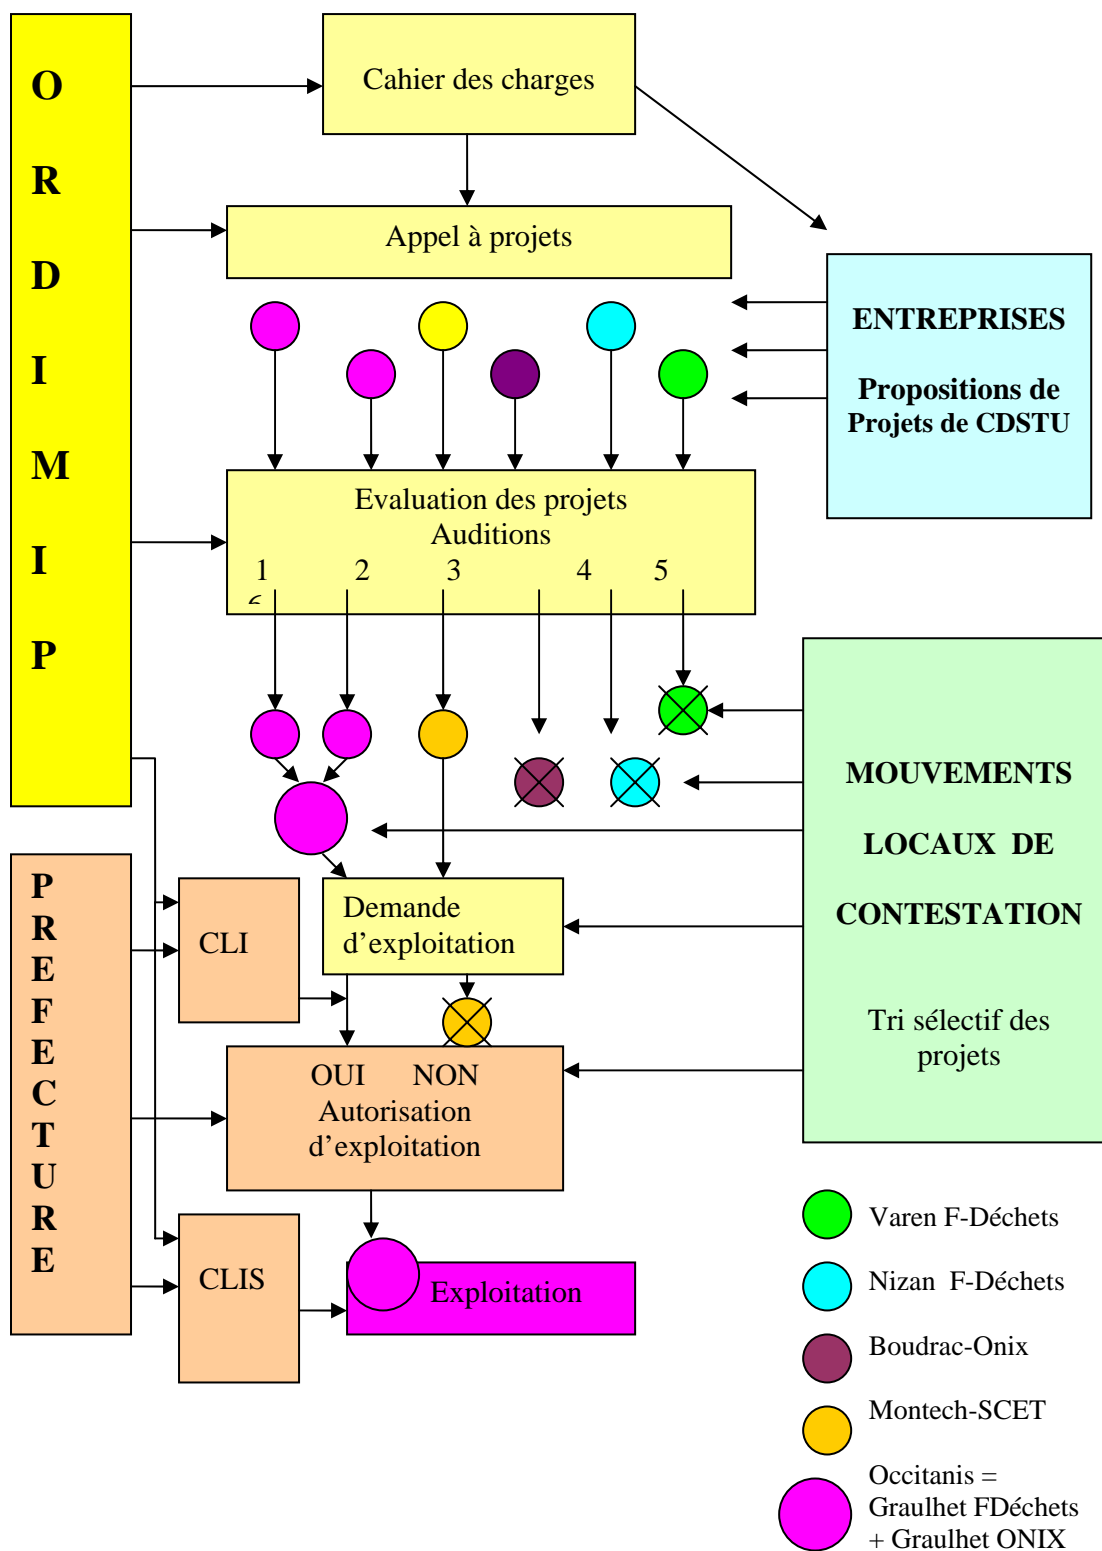 O
R
D
I
M
I
P
Cahier des charges
Appel à projets
ENTREPRISES
Propositions de
Projets de CDSTU
Evaluation des projets
Auditions
1 2 3 4 5
6
MOUVEMENTS
LOCAUX DE
CONTESTATION
Tri sélectif des
projets
P
R
E
F
E
C
T
U
R
E
CLI
Demande
d’exploitation
OUI NON
Autorisation
d’exploitation
CLIS
Exploitation
Varen F-Déchets
Nizan F-Déchets
Boudrac-Onix
Montech-SCET
Occitanis =
Graulhet FDéchets
+ Graulhet ONIX